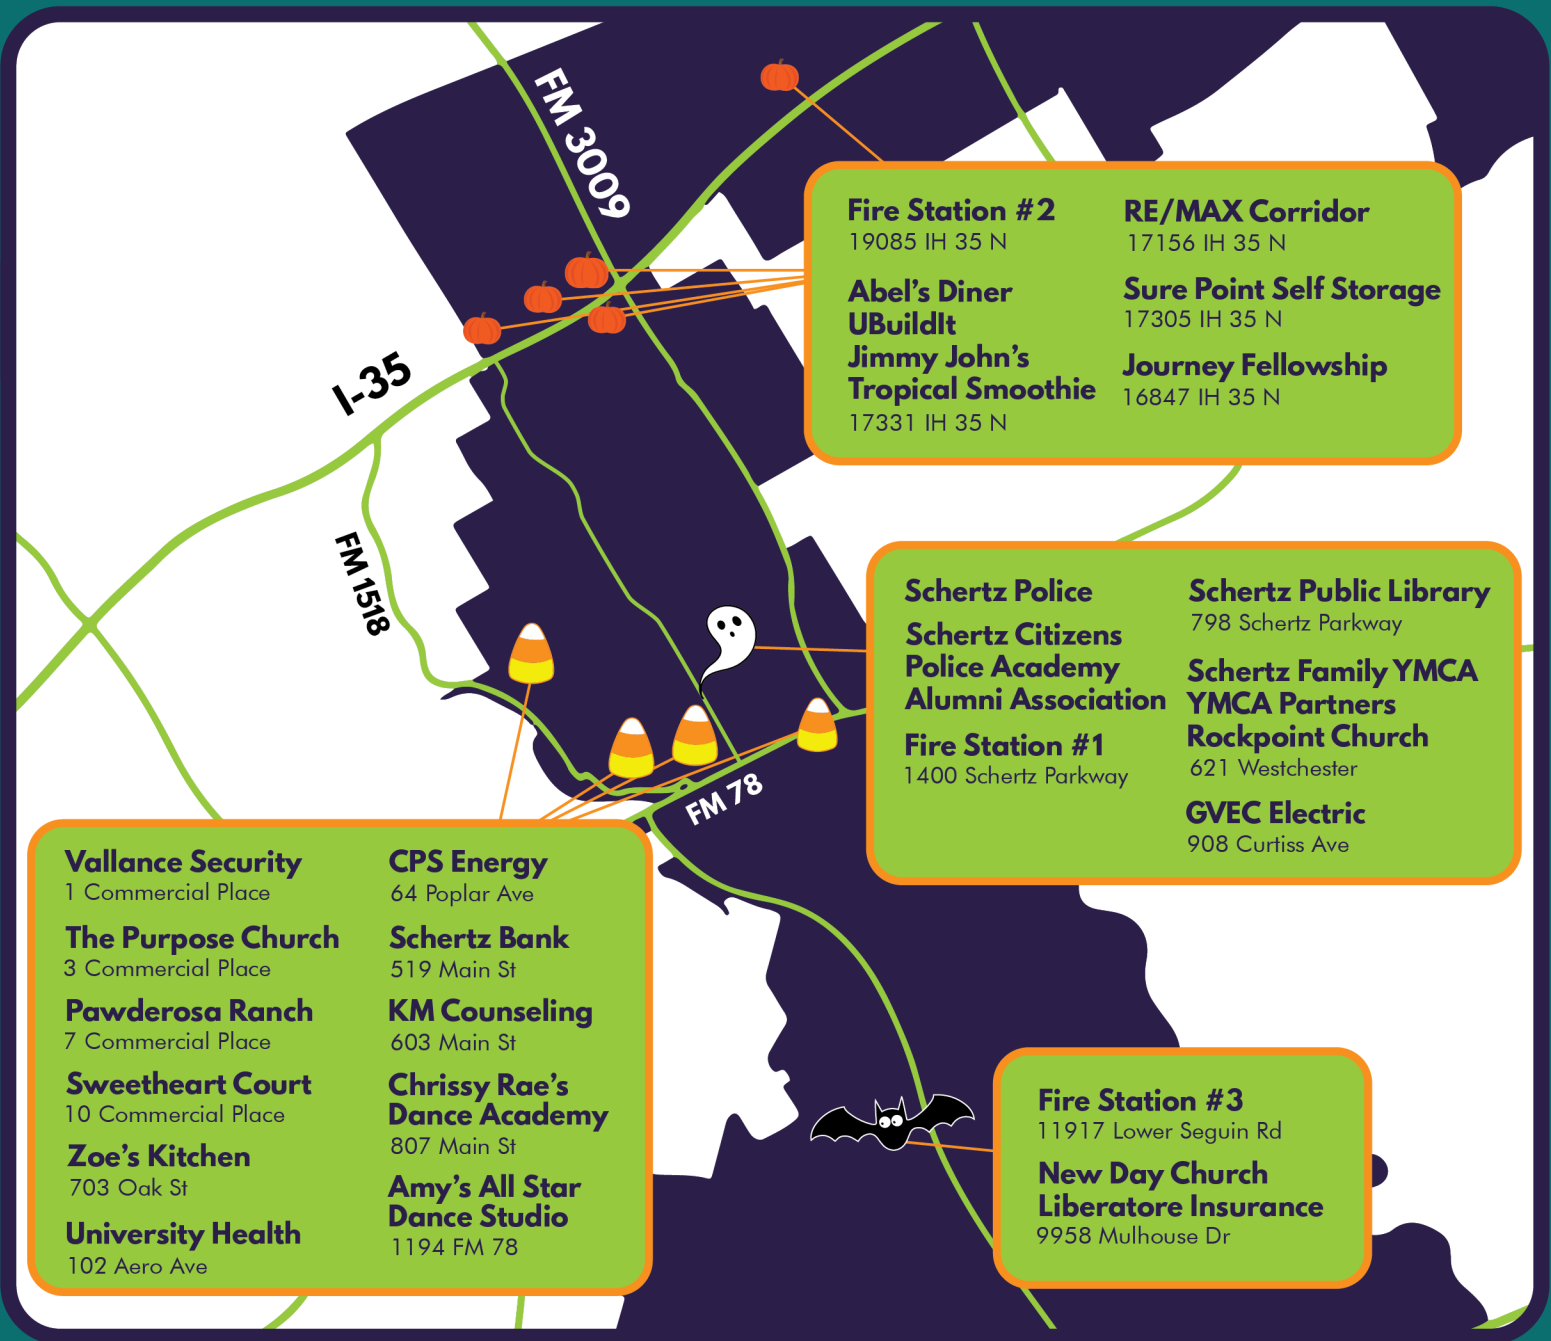 FM 3009
I-35
FM 1518
FM 78
Fire Station #2
19085 IH 35 N
Abel's Diner
UBuildIt
Jimmy John's
Tropical Smoothie
17331 IH 35 N
RE/MAX Corridor
17156 IH 35 N
Sure Point Self Storage
17305 IH 35 N
Journey Fellowship
16847 IH 35 N
Schertz Police
Schertz Citizens
Police Academy
Alumni Association
Fire Station #1
1400 Schertz Parkway
Schertz Public Library
798 Schertz Parkway
Schertz Family YMCA
YMCA Partners
Rockpoint Church
621 Westchester
GVEC Electric
908 Curtiss Ave
Vallance Security
1 Commercial Place
The Purpose Church
3 Commercial Place
Pawderosa Ranch
7 Commercial Place
Sweetheart Court
10 Commercial Place
Zoe's Kitchen
703 Oak St
University Health
102 Aero Ave
CPS Energy
64 Poplar Ave
Schertz Bank
519 Main St
KM Counseling
603 Main St
Chrissy Rae's
Dance Academy
807 Main St
Amy's All Star
Dance Studio
1194 FM 78
Fire Station #3
11917 Lower Seguin Rd
New Day Church
Liberatore Insurance
9958 Mulhouse Dr